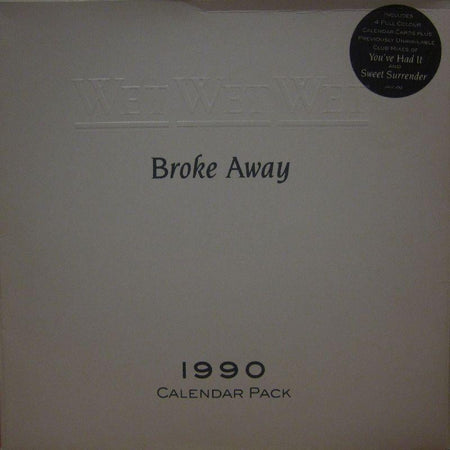 INCLUDES
4 FULL COLOUR
CALENDAR CARDS PLUS
PREVIOUSLY UNAVAILABLE
CLUB MIXES OF
You've Had It
AND
Sweet Surrender
WET WET WET
Broke Away
1990
CALENDAR PACK